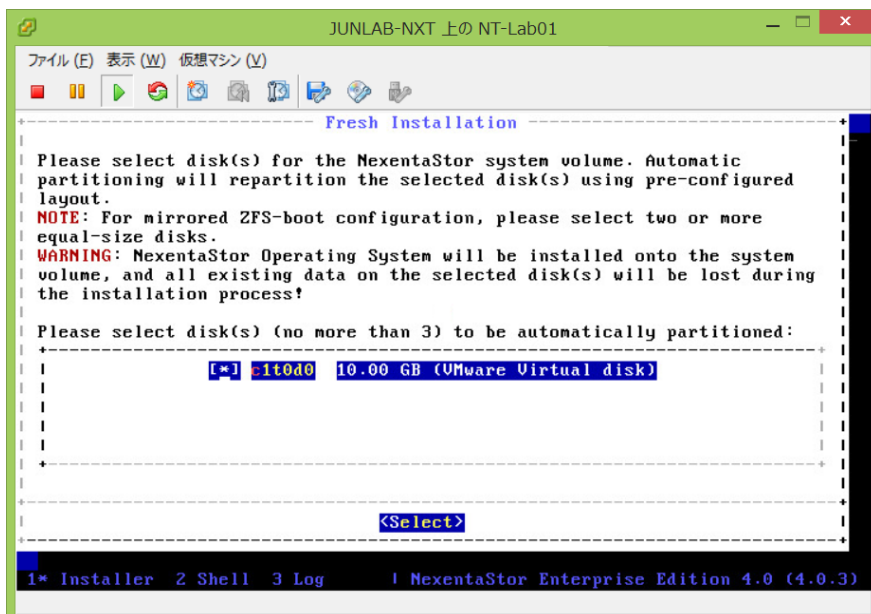 JUNLAB-NXT 上の NT-Lab01
ファイル (F) 表示 (W) 仮想マシン (V)
Fresh Installation
Please select disk(s) for the NexentaStor system volume. Automatic
partitioning will repartition the selected disk(s) using pre-configured
layout.
NOTE: For mirrored ZFS-boot configuration, please select two or more
equal-size disks.
WARNING: NexentaStor Operating System will be installed onto the system
volume, and all existing data on the selected disk(s) will be lost during
the installation process!
Please select disk(s) (no more than 3) to be automatically partitioned:
[*] c1t0d0 10.00 GB (VMware Virtual disk)
<Select>
1* Installer 2 Shell 3 Log | NexentaStor Enterprise Edition 4.0 (4.0.3)